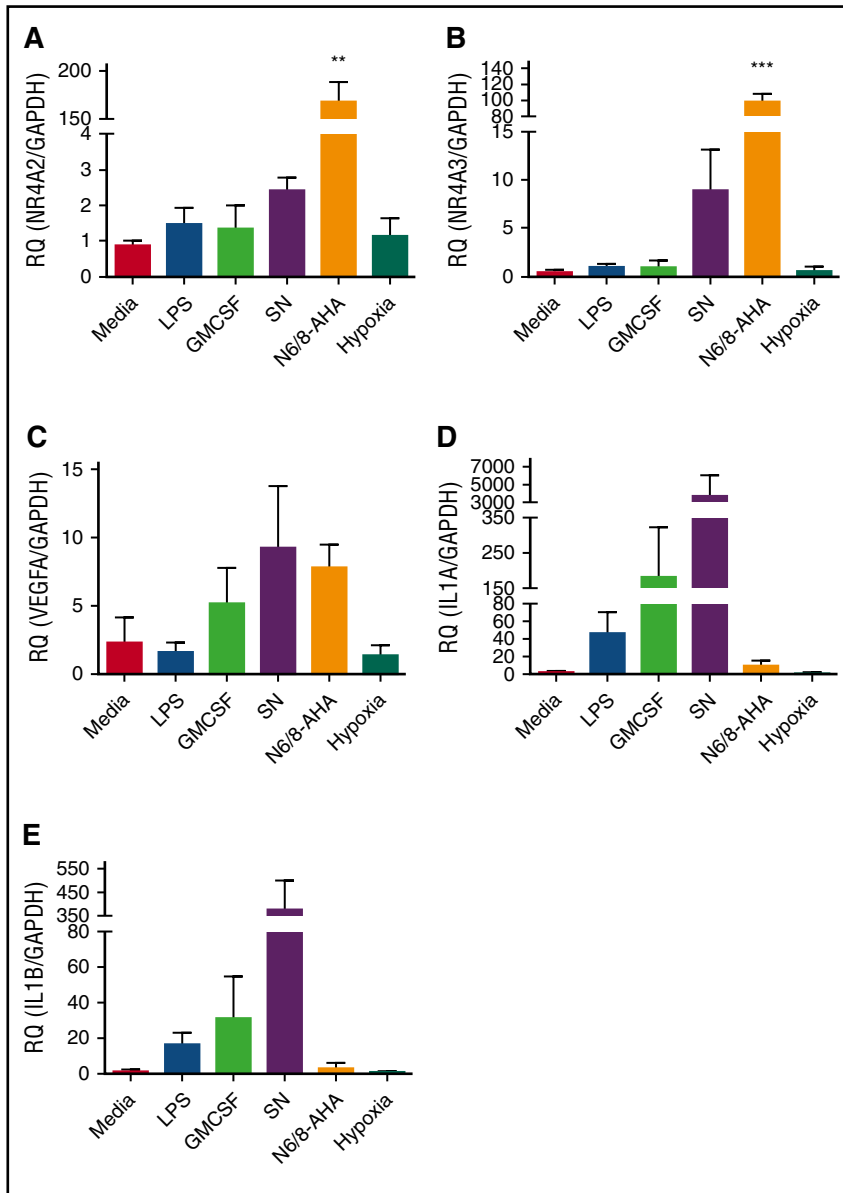 A
RQ (NR4A2/GAPDH)
200
150
4
3
2
1
0
**
Media
LPS
GMCSF
SN
N6/8-AHA
Hypoxia
B
RQ (NR4A3/GAPDH)
140
120
100
80
15
10
5
0
***
Media
LPS
GMCSF
SN
N6/8-AHA
Hypoxia
C
RQ (VEGFA/GAPDH)
15
10
5
0
Media
LPS
GMCSF
SN
N6/8-AHA
Hypoxia
D
RQ (IL1A/GAPDH)
7000
5000
3000
350
250
150
80
60
40
20
0
Media
LPS
GMCSF
SN
N6/8-AHA
Hypoxia
E
RQ (IL1B/GAPDH)
550
450
350
80
60
40
20
0
Media
LPS
GMCSF
SN
N6/8-AHA
Hypoxia